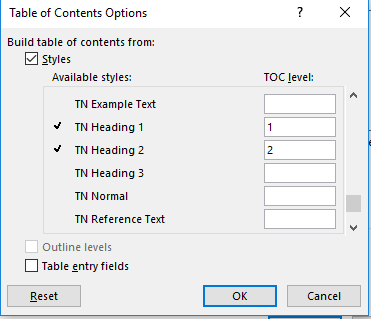 Table of Contents Options ? ×
Build table of contents from:
Styles
Available styles: TOC level:
TN Example Text
TN Heading 1 1
TN Heading 2 2
TN Heading 3
TN Normal
TN Reference Text
Outline levels
Table entry fields
Reset OK Cancel